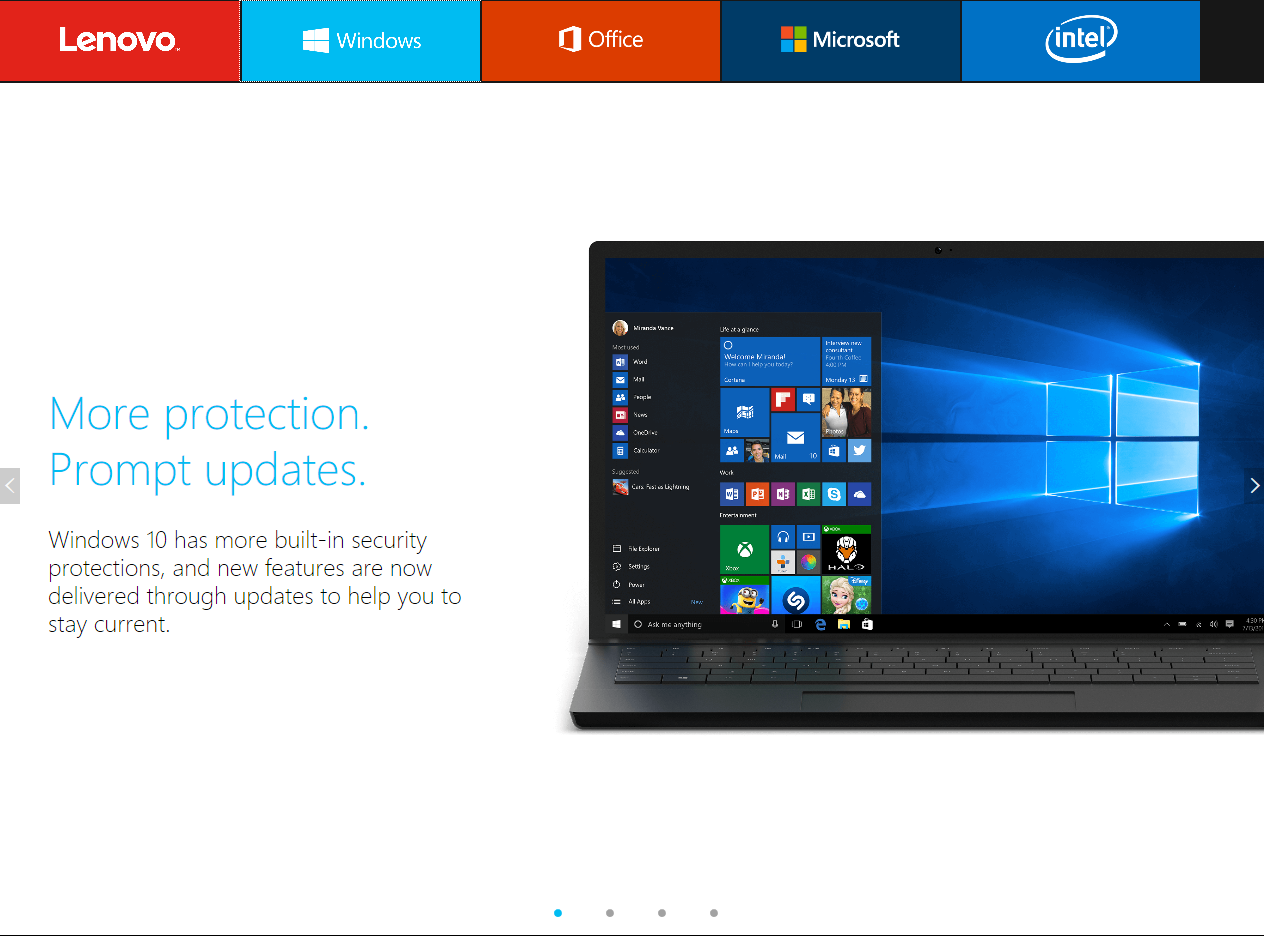 Lenovo
Windows
Office
Microsoft
intel
More protection.
Prompt updates.
Windows 10 has more built-in security
protections, and new features are now
delivered through updates to help you to
stay current.
Miranda Vance
Most used
Word
Mail
People
News
OneDrive
Calculator
Suggested
Cars: Fast as Lightning
File Explorer
Settings
Power
All Apps New
Life at a glance
Welcome Miranda!
How can I help you today?
Cortana
Interview new
consultant
Fourth Coffee
4:00 PM
Monday 13
Maps
Photos
Mail 10
Work
Entertainment
Xbox
XBOX
HALO
XBOX
Disney
Ask me anything
4:30 PM